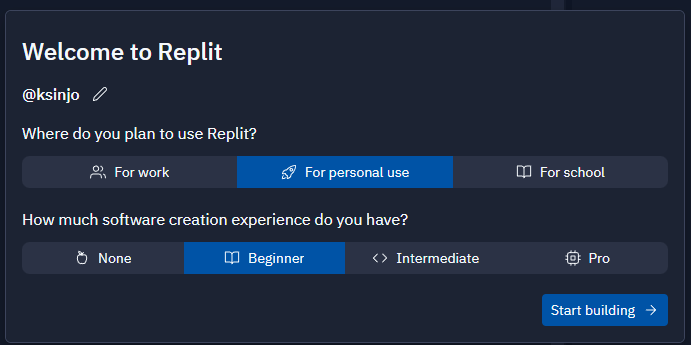 Welcome to Replit
@ksinjo
Where do you plan to use Replit?
For work For personal use For school
How much software creation experience do you have?
None Beginner Intermediate Pro
Start building